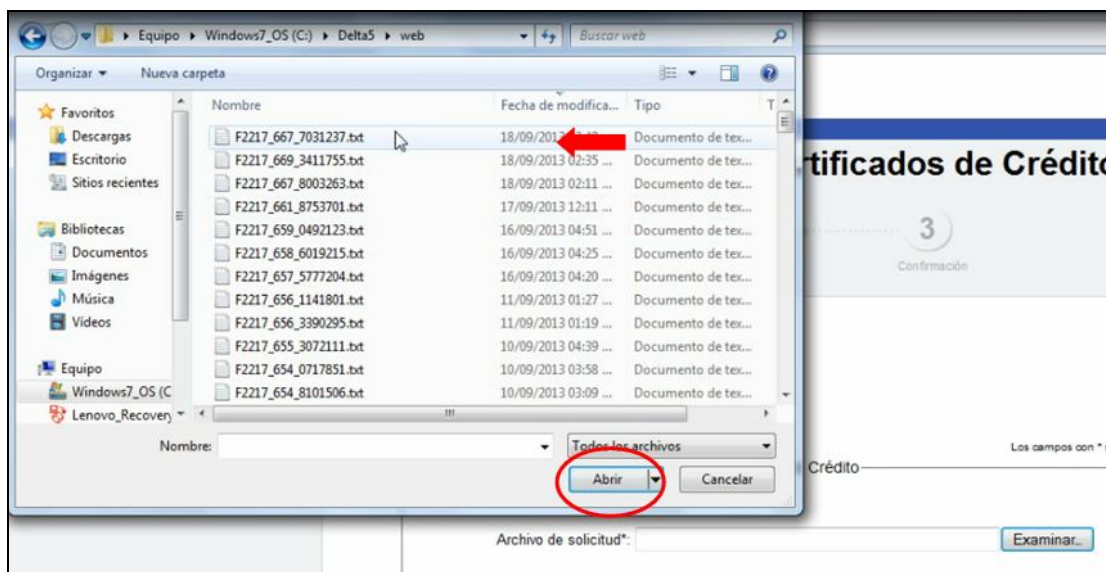 Equipo ▸ Windows7_OS (C:) ▸ Delta5 ▸ web
Buscar web
Organizar
Nueva carpeta
Nombre
Fecha de modifica...
Tipo
T
Favoritos
Descargas
Escritorio
Sitios recientes
Bibliotecas
Documentos
Imágenes
Música
Vídeos
Equipo
Windows7_OS (C
Lenovo_Recovery
F2217_667_7031237.txt 18/09/2013 Documento de tex...
F2217_669_3411755.txt 18/09/2013 02:35 ... Documento de tex...
F2217_667_8003263.txt 18/09/2013 02:11 ... Documento de tex...
F2217_661_8753701.txt 17/09/2013 12:11 ... Documento de tex...
F2217_659_0492123.txt 16/09/2013 04:51 ... Documento de tex...
F2217_658_6019215.txt 16/09/2013 04:25 ... Documento de tex...
F2217_657_5777204.txt 16/09/2013 04:20 ... Documento de tex...
F2217_656_1141801.txt 11/09/2013 01:27 ... Documento de tex...
F2217_656_3390295.txt 11/09/2013 01:19 ... Documento de tex...
F2217_655_3072111.txt 10/09/2013 04:39 ... Documento de tex...
F2217_654_0717851.txt 10/09/2013 03:58 ... Documento de tex...
F2217_654_8101506.txt 10/09/2013 03:09 ... Documento de tex...
Nombre:
Todos los archivos
Abrir
Cancelar
tificados de Crédito
3
Confirmación
Los campos con *
Crédito
Archivo de solicitud*:
Examinar...